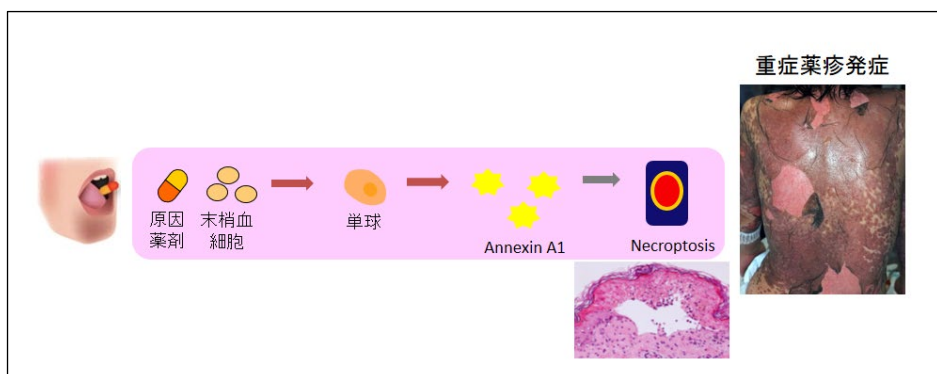 重症薬疹発症
原因
薬剤
末梢血
細胞
単球
Annexin A1
Necroptosis